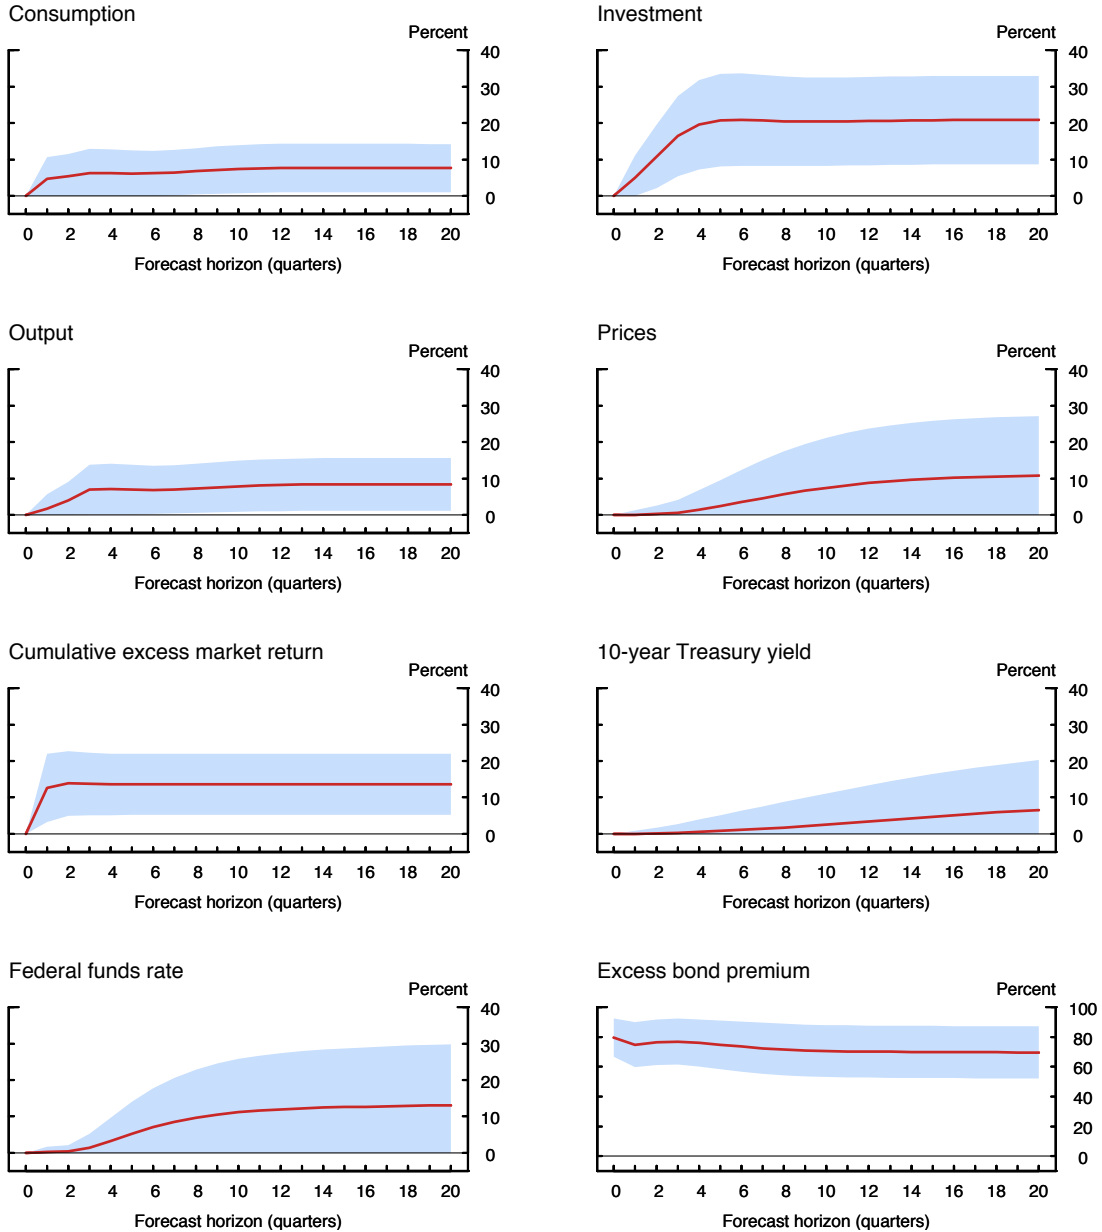 Consumption
Percent
40
30
20
10
0
0 2 4 6 8 10 12 14 16 18 20
Forecast horizon (quarters)
Investment
Percent
40
30
20
10
0
0 2 4 6 8 10 12 14 16 18 20
Forecast horizon (quarters)
Output
Percent
40
30
20
10
0
0 2 4 6 8 10 12 14 16 18 20
Forecast horizon (quarters)
Prices
Percent
40
30
20
10
0
0 2 4 6 8 10 12 14 16 18 20
Forecast horizon (quarters)
Cumulative excess market return
Percent
40
30
20
10
0
0 2 4 6 8 10 12 14 16 18 20
Forecast horizon (quarters)
10-year Treasury yield
Percent
40
30
20
10
0
0 2 4 6 8 10 12 14 16 18 20
Forecast horizon (quarters)
Federal funds rate
Percent
40
30
20
10
0
0 2 4 6 8 10 12 14 16 18 20
Forecast horizon (quarters)
Excess bond premium
Percent
100
80
60
40
20
0
0 2 4 6 8 10 12 14 16 18 20
Forecast horizon (quarters)